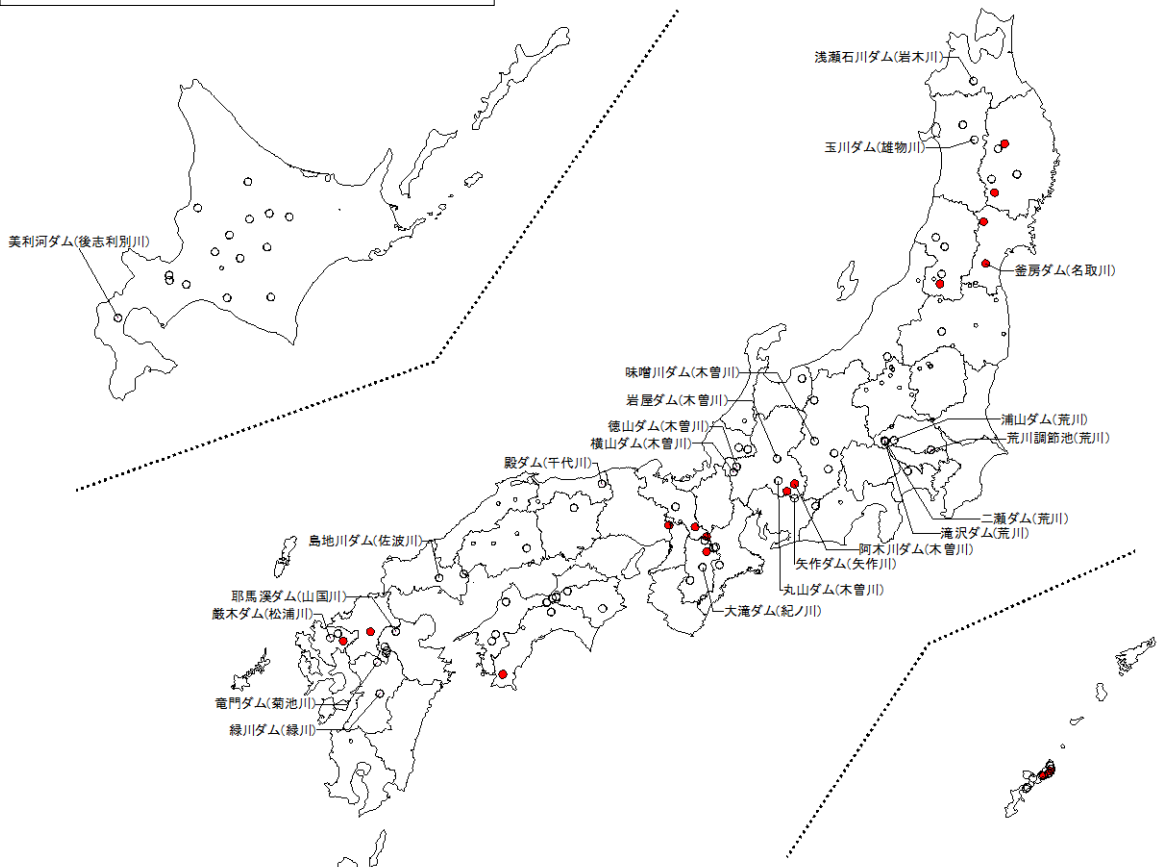 浅瀬石川ダム(岩木川)
玉川ダム(雄物川)
美利河ダム(後志利別川)
釜房ダム(名取川)
味噌川ダム(木曽川)
岩屋ダム(木曽川)
徳山ダム(木曽川)
横山ダム(木曽川)
殿ダム(千代川)
浦山ダム(荒川)
荒川調節池(荒川)
二瀬ダム(荒川)
滝沢ダム(荒川)
阿木川ダム(木曽川)
矢作ダム(矢作川)
丸山ダム(木曽川)
大滝ダム(紀ノ川)
島地川ダム(佐波川)
耶馬溪ダム(山国川)
厳木ダム(松浦川)
竜門ダム(菊池川)
緑川ダム(緑川)